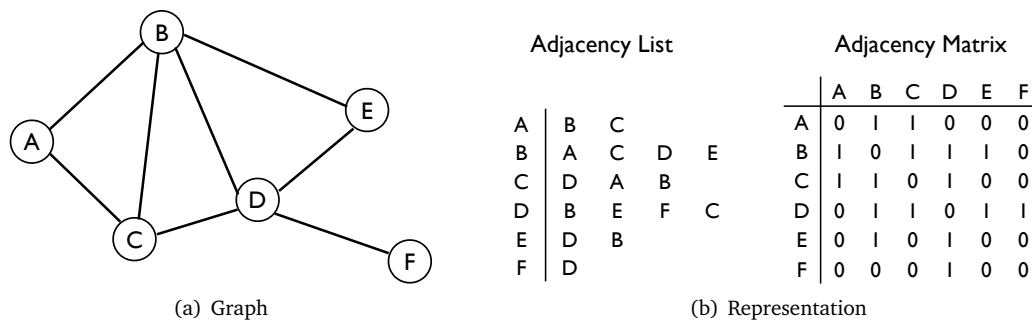 B
E
A
D
C
F
(a) Graph
Adjacency List
A B C
B A C D E
C D A B
D B E F C
E D B
F D
Adjacency Matrix
A B C D E F
A 0 1 1 0 0 0
B 1 0 1 1 1 0
C 1 1 0 1 0 0
D 0 1 1 0 1 1
E 0 1 0 1 0 0
F 0 0 0 1 0 0
(b) Representation